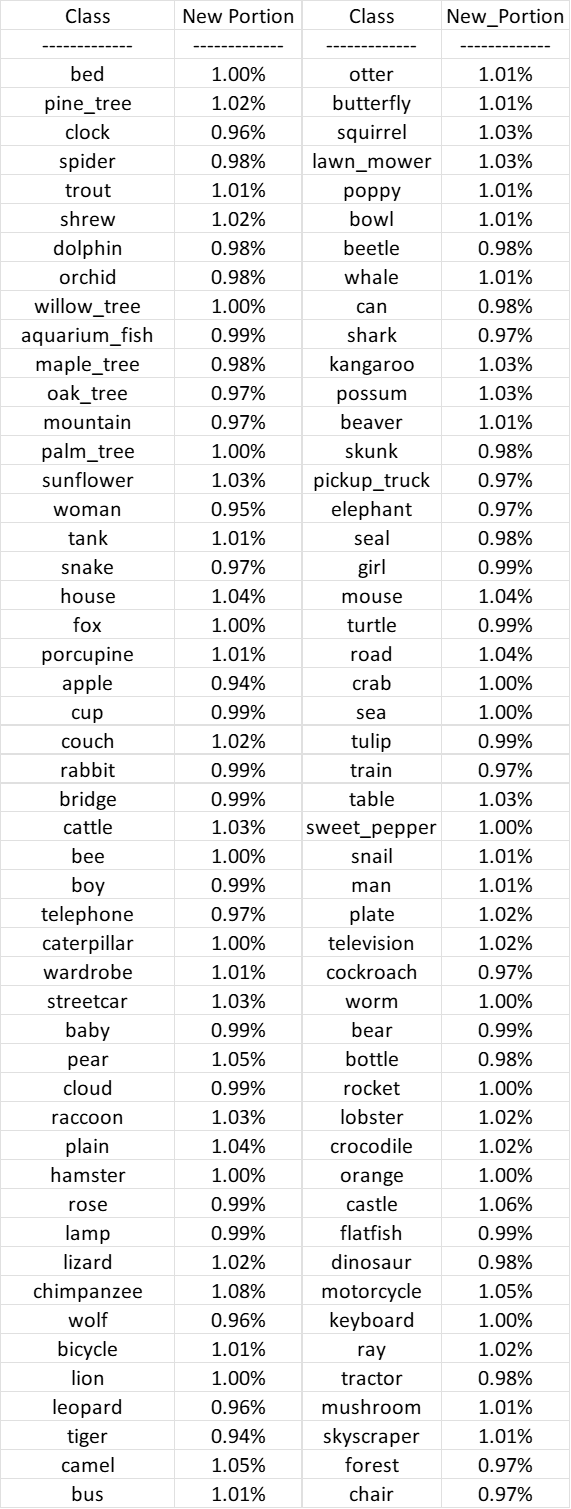 Class New Portion Class New_Portion
------------- ------------- ------------- -------------
bed 1.00% otter 1.01%
pine_tree 1.02% butterfly 1.01%
clock 0.96% squirrel 1.03%
spider 0.98% lawn_mower 1.03%
trout 1.01% poppy 1.01%
shrew 1.02% bowl 1.01%
dolphin 0.98% beetle 0.98%
orchid 0.98% whale 1.01%
willow_tree 1.00% can 0.98%
aquarium_fish 0.99% shark 0.97%
maple_tree 0.98% kangaroo 1.03%
oak_tree 0.97% possum 1.03%
mountain 0.97% beaver 1.01%
palm_tree 1.00% skunk 0.98%
sunflower 1.03% pickup_truck 0.97%
woman 0.95% elephant 0.97%
tank 1.01% seal 0.98%
snake 0.97% girl 0.99%
house 1.04% mouse 1.04%
fox 1.00% turtle 0.99%
porcupine 1.01% road 1.04%
apple 0.94% crab 1.00%
cup 0.99% sea 1.00%
couch 1.02% tulip 0.99%
rabbit 0.99% train 0.97%
bridge 0.99% table 1.03%
cattle 1.03% sweet_pepper 1.00%
bee 1.00% snail 1.01%
boy 0.99% man 1.01%
telephone 0.97% plate 1.02%
caterpillar 1.00% television 1.02%
wardrobe 1.01% cockroach 0.97%
streetcar 1.03% worm 1.00%
baby 0.99% bear 0.99%
pear 1.05% bottle 0.98%
cloud 0.99% rocket 1.00%
raccoon 1.03% lobster 1.02%
plain 1.04% crocodile 1.02%
hamster 1.00% orange 1.00%
rose 0.99% castle 1.06%
lamp 0.99% flatfish 0.99%
lizard 1.02% dinosaur 0.98%
chimpanzee 1.08% motorcycle 1.05%
wolf 0.96% keyboard 1.00%
bicycle 1.01% ray 1.02%
lion 1.00% tractor 0.98%
leopard 0.96% mushroom 1.01%
tiger 0.94% skyscraper 1.01%
camel 1.05% forest 0.97%
bus 1.01% chair 0.97%